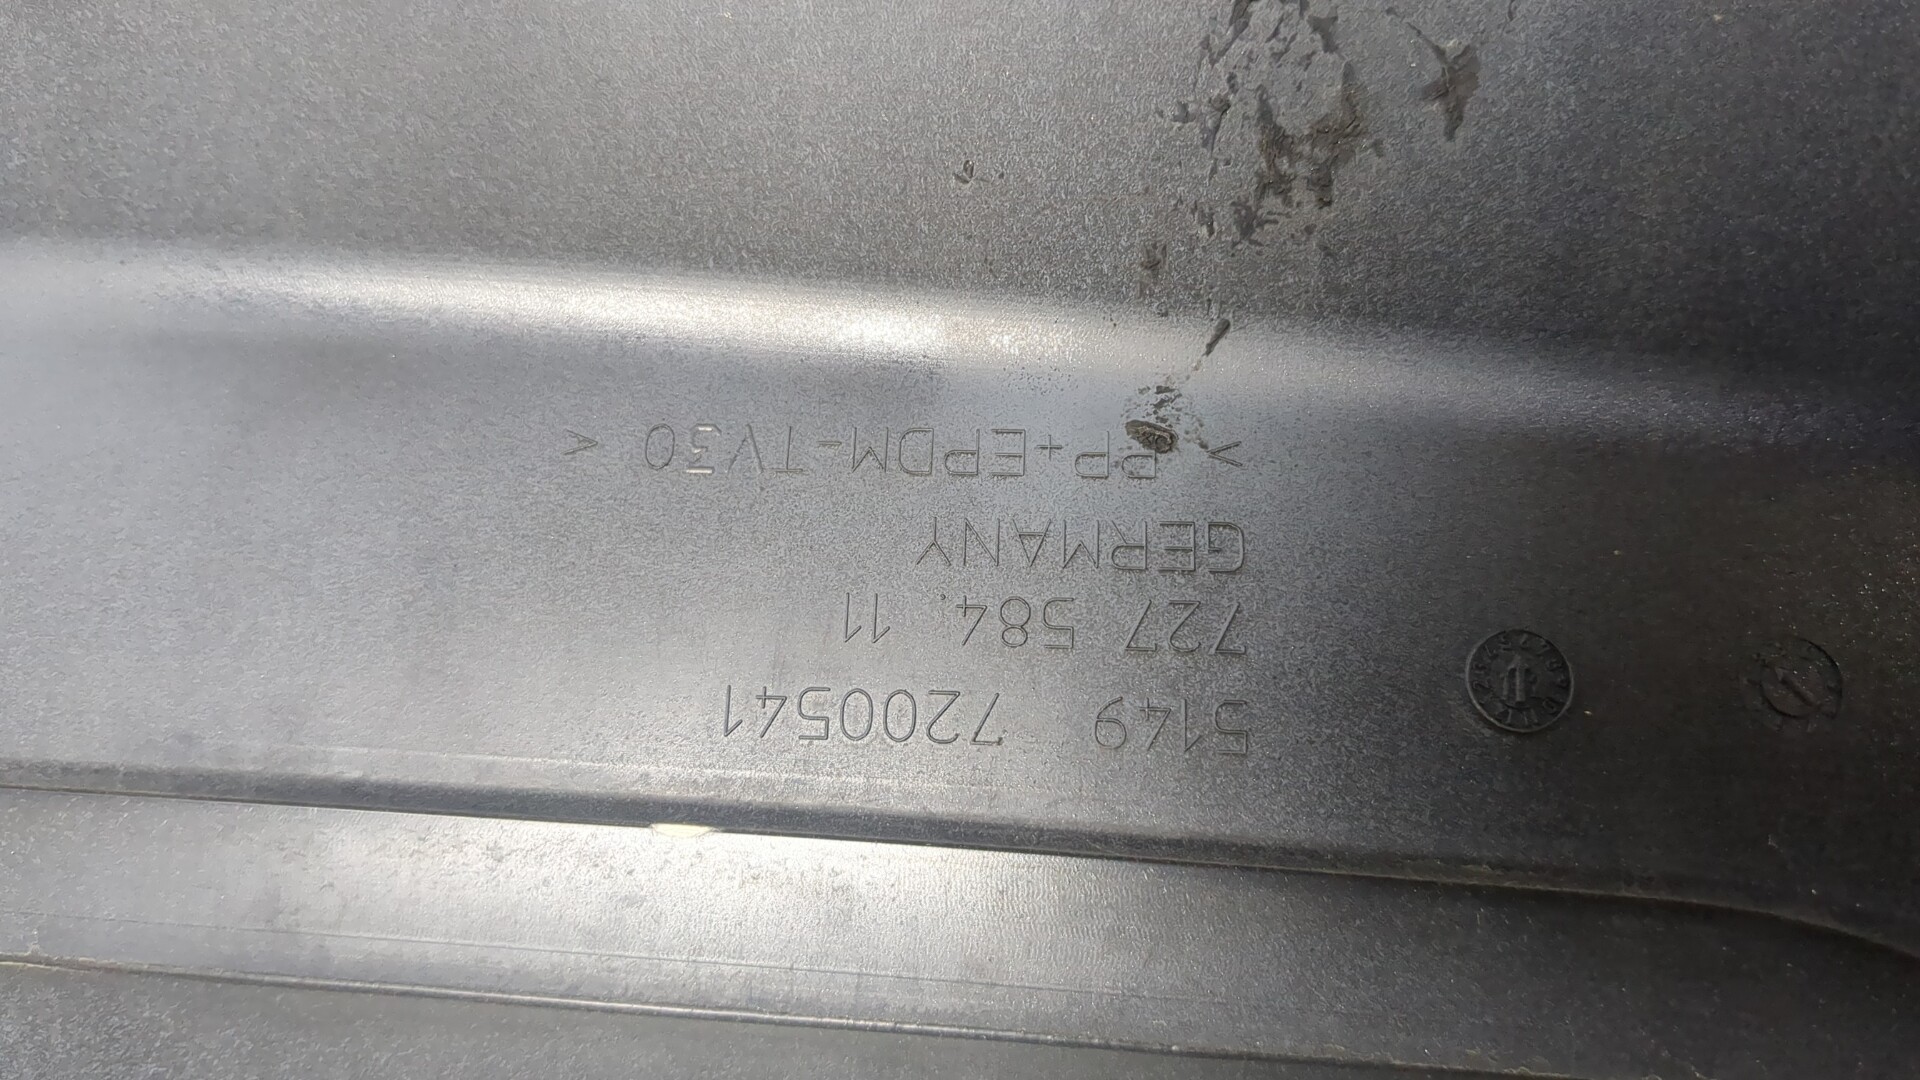 5149 7200541
727 584. 11
GERMANY
> PP+EPDM-TV30 <